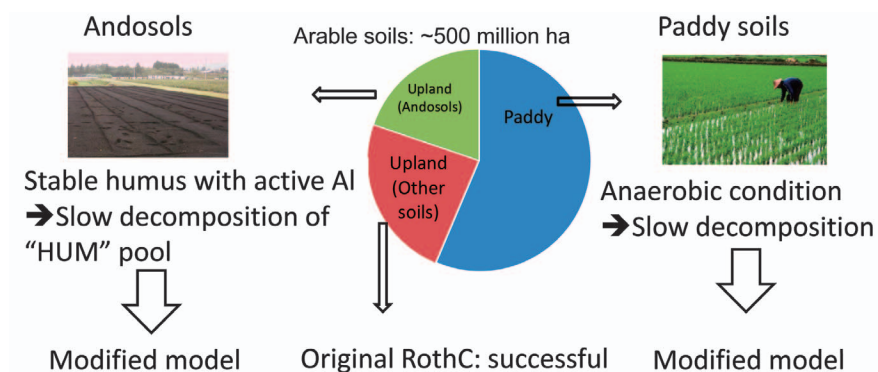 Andosols
Arable soils: ~500 million ha
Paddy soils
Upland
(Andosols)
Paddy
Upland
(Other
soils)
Stable humus with active Al
➔Slow decomposition of
“HUM” pool
Anaerobic condition
➔Slow decomposition
Modified model
Original RothC: successful
Modified model